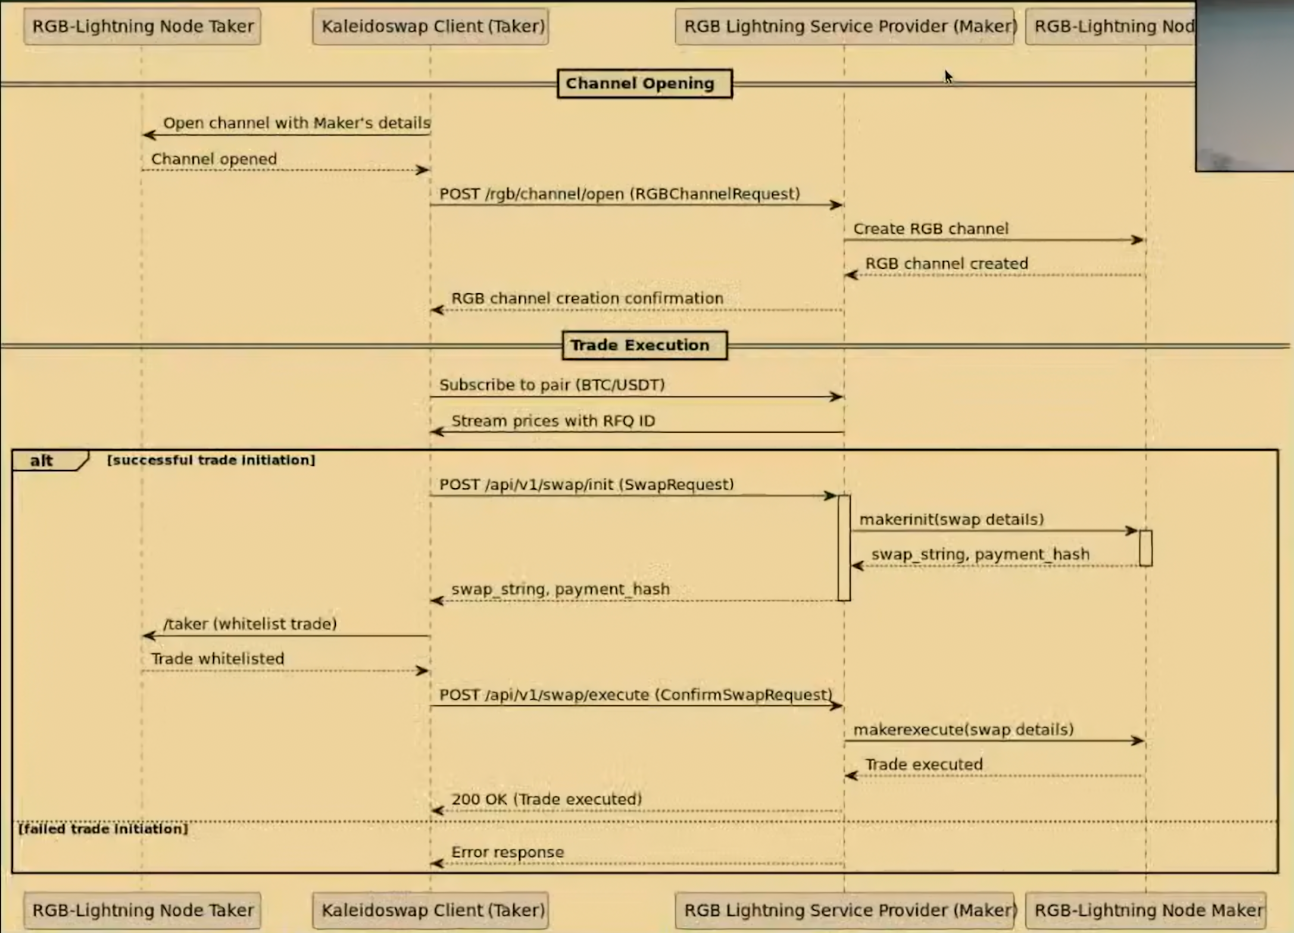 RGB-Lightning Node Taker
Kaleidoswap Client (Taker)
RGB Lightning Service Provider (Maker)
RGB-Lightning Nod
Channel Opening
Open channel with Maker's details
Channel opened
POST /rgb/channel/open (RGBChannelRequest)
Create RGB channel
RGB channel created
RGB channel creation confirmation
Trade Execution
Subscribe to pair (BTC/USDT)
Stream prices with RFQ ID
alt
[successful trade initiation]
POST /api/v1/swap/init (SwapRequest)
makerinit(swap details)
swap_string, payment_hash
swap_string, payment_hash
/taker (whitelist trade)
Trade whitelisted
POST /api/v1/swap/execute (ConfirmSwapRequest)
makerexecute(swap details)
Trade executed
200 OK (Trade executed)
[failed trade initiation]
Error response
RGB-Lightning Node Taker
Kaleidoswap Client (Taker)
RGB Lightning Service Provider (Maker)
RGB-Lightning Node Maker